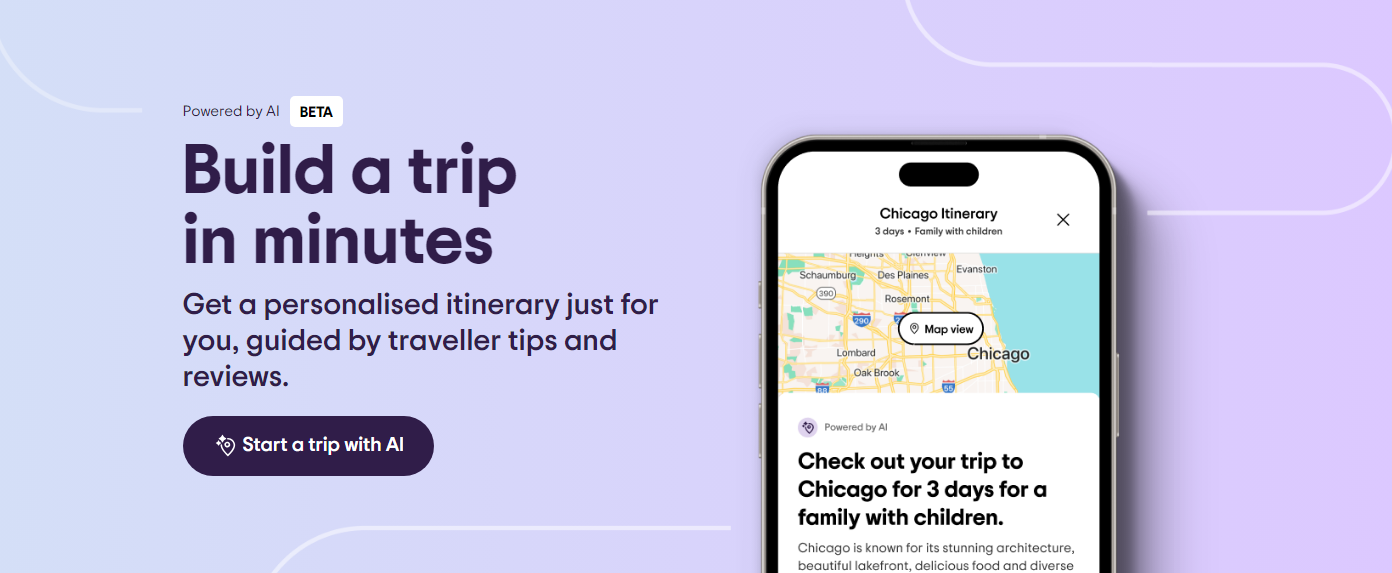 Powered by AI BETA
Build a trip
in minutes
Get a personalised itinerary just for
you, guided by traveller tips and
reviews.
Start a trip with AI
Chicago Itinerary
3 days • Family with children
Heights Glenview
Evanston
Schaumburg Des Plaines
390
Rosemont
290
Map view
Lombard
Chicago
Oak Brook
88 55
Powered by AI
Check out your trip to
Chicago for 3 days for a
family with children.
Chicago is known for its stunning architecture,
beautiful lakefront, delicious food and diverse